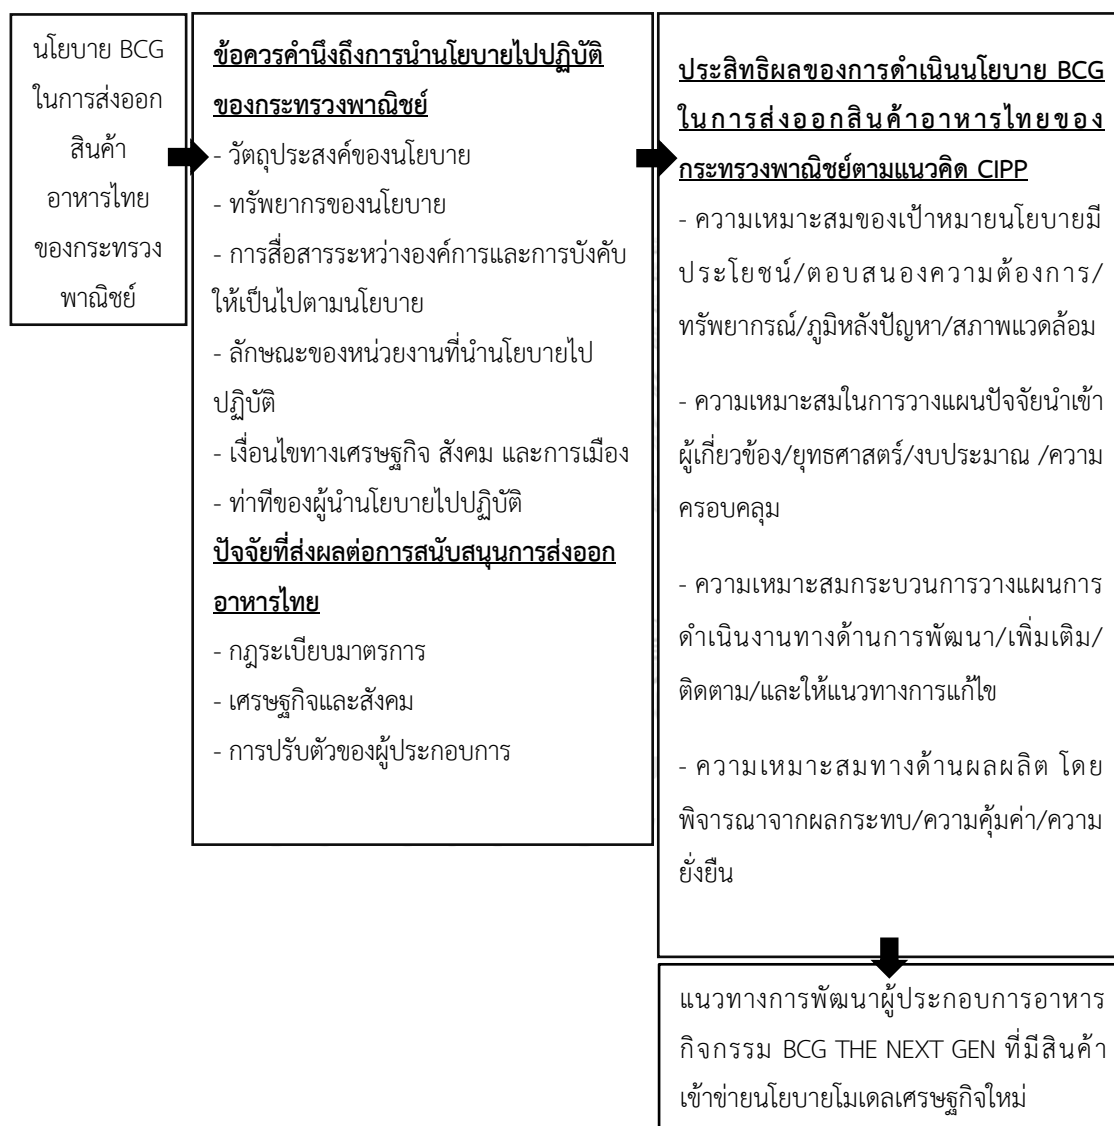 นโยบาย BCG
ในการส่งออก
สินค้า
อาหารไทย
ของกระทรวง
พาณิชย์
ข้อควรคำนึงถึงการนำนโยบายไปปฏิบัติ
ของกระทรวงพาณิชย์
- วัตถุประสงค์ของนโยบาย
- ทรัพยากรของนโยบาย
- การสื่อสารระหว่างองค์การและการบังคับ
ให้เป็นไปตามนโยบาย
- ลักษณะของหน่วยงานที่นำนโยบายไป
ปฏิบัติ
- เงื่อนไขทางเศรษฐกิจ สังคม และการเมือง
- ท่าทีของผู้นำนโยบายไปปฏิบัติ
ปัจจัยที่ส่งผลต่อการสนับสนุนการส่งออก
อาหารไทย
- กฎระเบียบมาตรการ
- เศรษฐกิจและสังคม
- การปรับตัวของผู้ประกอบการ
ประสิทธิผลของการดำเนินนโยบาย BCG
ในการส่งออกสินค้าอาหารไทยของ
กระทรวงพาณิชย์ตามแนวคิด CIPP
- ความเหมาะสมของเป้าหมายนโยบายมี
ประโยชน์/ตอบสนองความต้องการ/
ทรัพยากรณ์/ภูมิหลังปัญหา/สภาพแวดล้อม
- ความเหมาะสมในการวางแผนปัจจัยนำเข้า
ผู้เกี่ยวข้อง/ยุทธศาสตร์/งบประมาณ /ความ
ครอบคลุม
- ความเหมาะสมกระบวนการวางแผนการ
ดำเนินงานทางด้านการพัฒนา/เพิ่มเติม/
ติดตาม/และให้แนวทางการแก้ไข
- ความเหมาะสมทางด้านผลผลิต โดย
พิจารณาจากผลกระทบ/ความคุ้มค่า/ความ
ยั่งยืน
แนวทางการพัฒนาผู้ประกอบการอาหาร
กิจกรรม BCG THE NEXT GEN ที่มีสินค้า
เข้าข่ายนโยบายโมเดลเศรษฐกิจใหม่